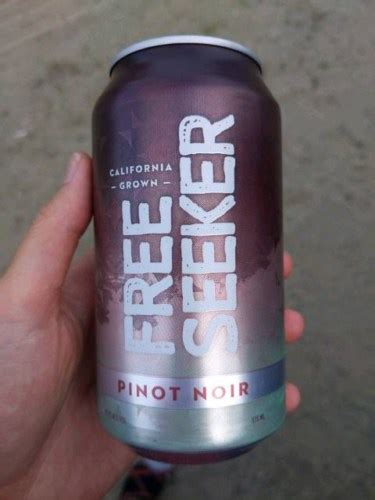 CALIFORNIA
– GROWN –
FREE
SEEKER
PINOT NOIR